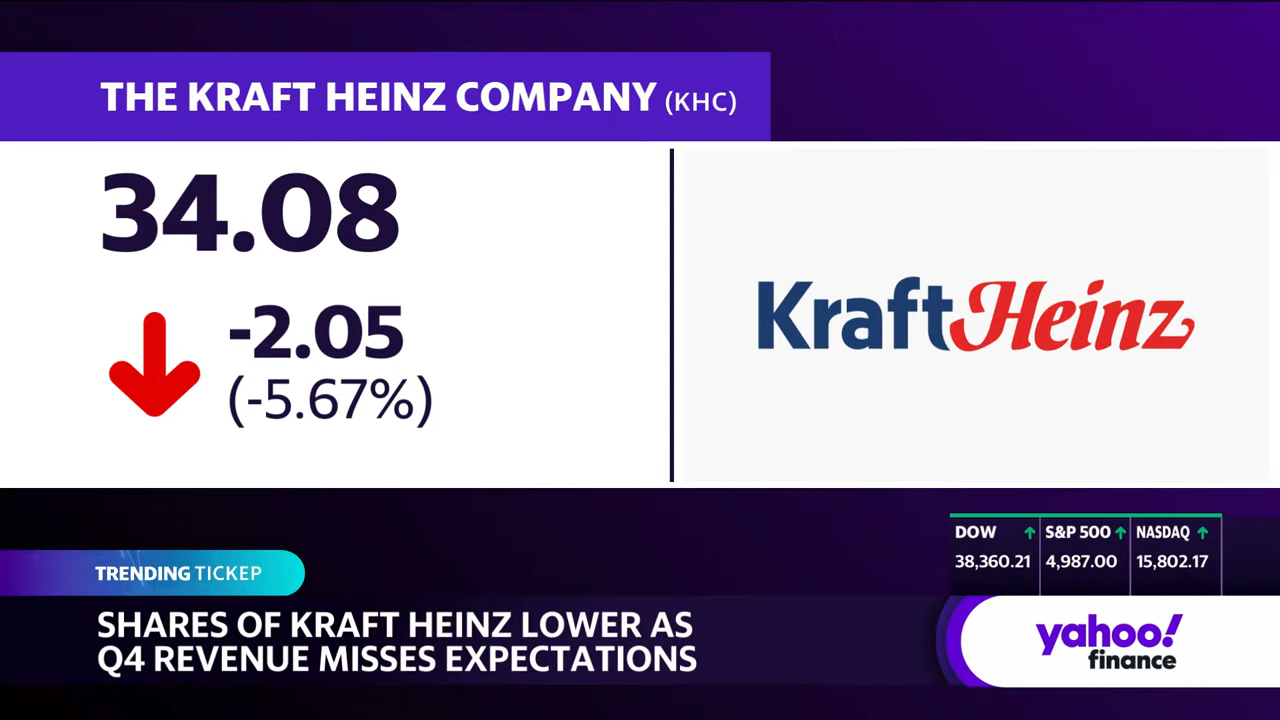 THE KRAFT HEINZ COMPANY (KHC)
34.08
-2.05
(-5.67%)
KraftHeinz
TRENDING TICKEP
SHARES OF KRAFT HEINZ LOWER AS
Q4 REVENUE MISSES EXPECTATIONS
DOW S&P 500 NASDAQ
38,360.21 4,987.00 15,802.17
yahoo!
finance